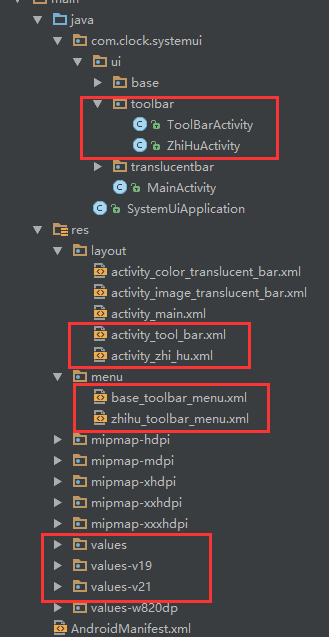 main
java
com.clock.systemui
ui
base
toolbar
ToolBarActivity
ZhiHuActivity
translucentbar
MainActivity
SystemUiApplication
res
layout
activity_color_translucent_bar.xml
activity_image_translucent_bar.xml
activity_main.xml
activity_tool_bar.xml
activity_zhi_hu.xml
menu
base_toolbar_menu.xml
zhihu_toolbar_menu.xml
mipmap-hdpi
mipmap-mdpi
mipmap-xhdpi
mipmap-xxhdpi
mipmap-xxxhdpi
values
values-v19
values-v21
values-w820dp
AndroidManifest.xml